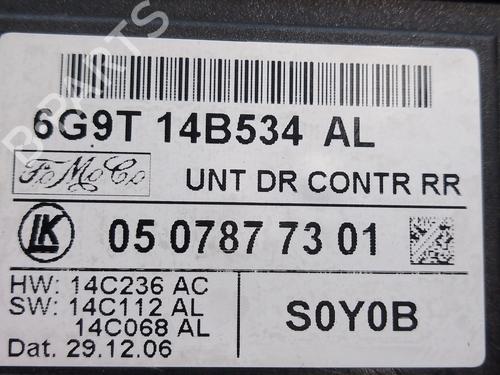 B-PARTS
6G9T 14B534 AL
FoMoCo
UNT DR CONTR RR
LK
05 0787 73 01
HW: 14C236 AC
SW: 14C112 AL
14C068 AL
Dat. 29.12.06
S0Y0B